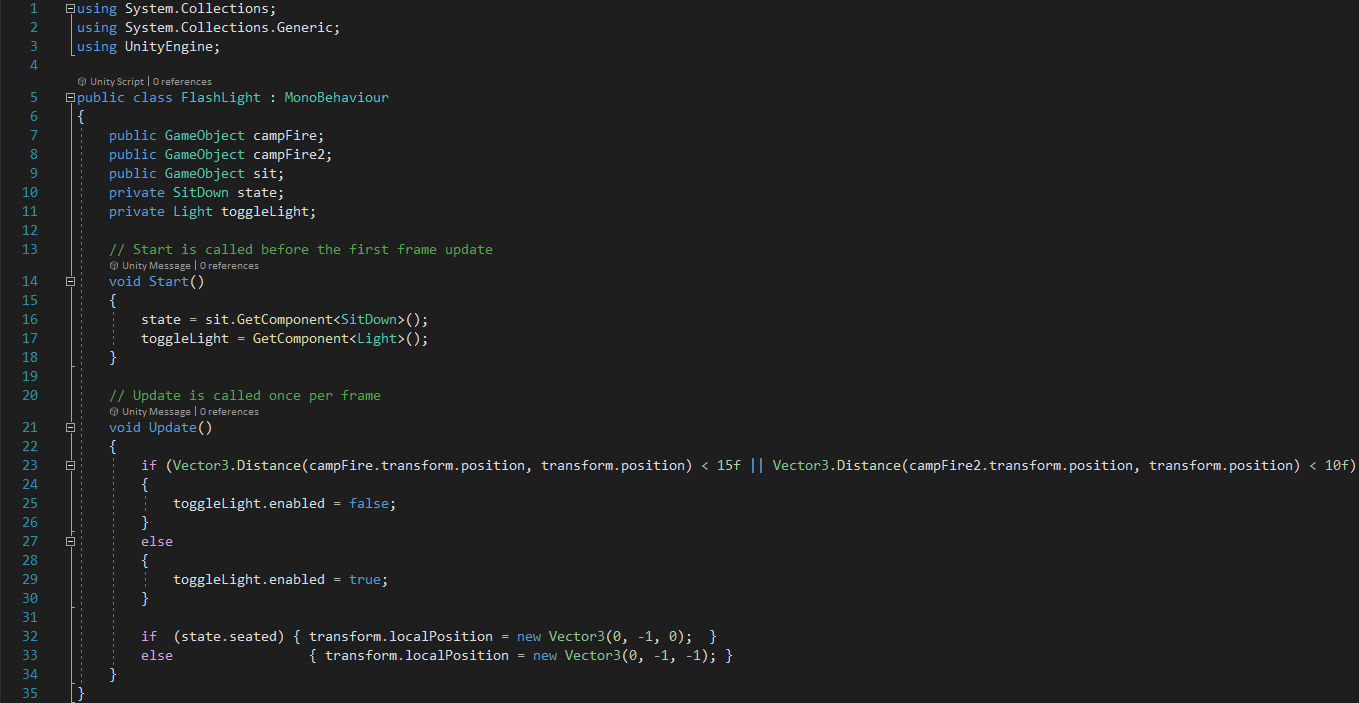 1 using System.Collections;
2 using System.Collections.Generic;
3 using UnityEngine;
4
Unity Script | 0 references
5 public class FlashLight : MonoBehaviour
6 {
7     public GameObject campFire;
8     public GameObject campFire2;
9     public GameObject sit;
10     private SitDown state;
11     private Light toggleLight;
12
13     // Start is called before the first frame update
Unity Message | 0 references
14     void Start()
15     {
16         state = sit.GetComponent<SitDown>();
17         toggleLight = GetComponent<Light>();
18     }
19
20     // Update is called once per frame
Unity Message | 0 references
21     void Update()
22     {
23         if (Vector3.Distance(campFire.transform.position, transform.position) < 15f || Vector3.Distance(campFire2.transform.position, transform.position) < 10f)
24         {
25             toggleLight.enabled = false;
26         }
27         else
28         {
29             toggleLight.enabled = true;
30         }
31
32         if  (state.seated) { transform.localPosition = new Vector3(0, -1, 0);  }
33         else                 { transform.localPosition = new Vector3(0, -1, -1); }
34     }
35 }